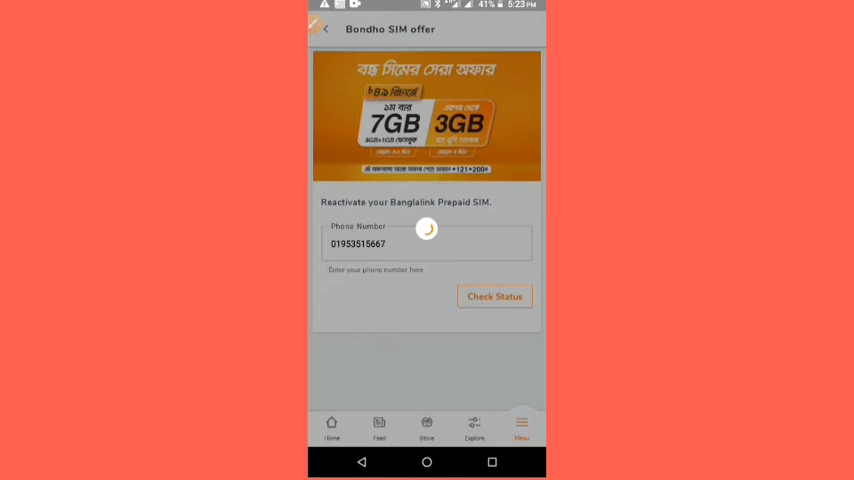 41% 5:23 PM
Bondho SIM offer
বন্ধ সিমের সেরা অফার
৳৪৯ রিচার্জে
১ম বার
7GB
3GB
Reactivate your Banglalink Prepaid SIM.
Phone Number
01953515667
Enter your phone number here
Check Status
Home Feed Store Explore Menu